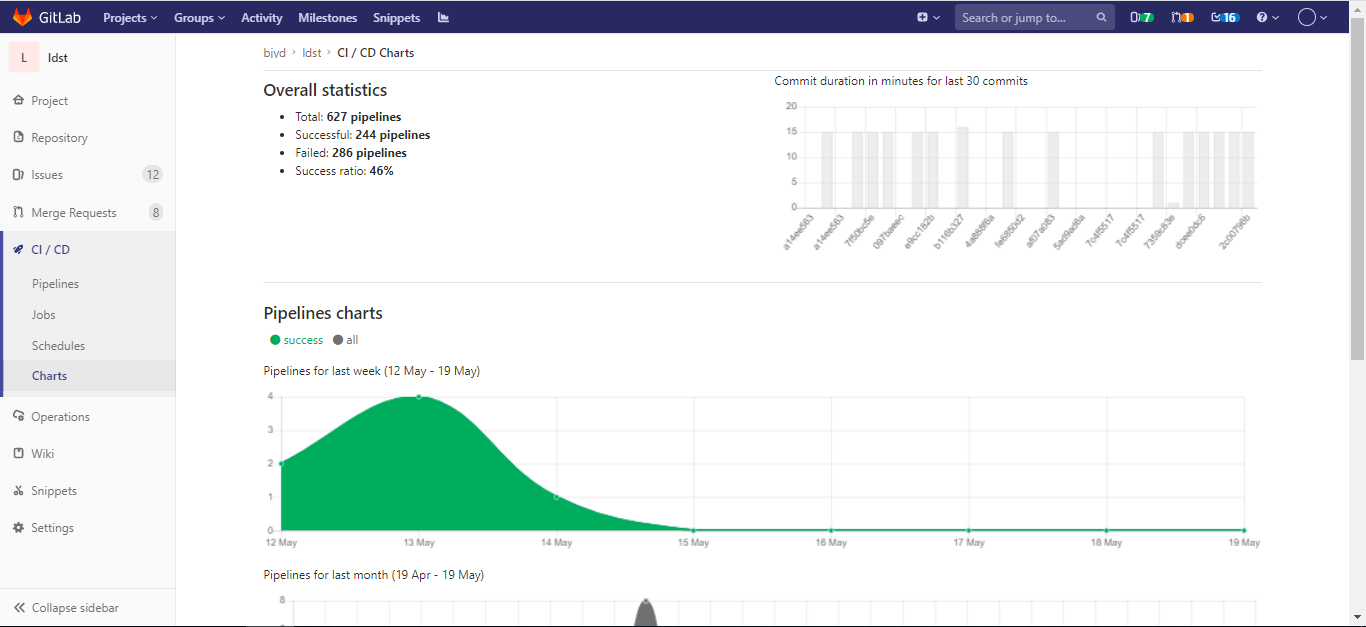 GitLab Projects Groups Activity Milestones Snippets Search or jump to... 7 1 16
L ldst
Project
Repository
Issues 12
Merge Requests 8
CI / CD
Pipelines
Jobs
Schedules
Charts
Operations
Wiki
Snippets
Settings
Collapse sidebar
bjvd > ldst > CI / CD Charts
Overall statistics
Total: 627 pipelines
Successful: 244 pipelines
Failed: 286 pipelines
Success ratio: 46%
Commit duration in minutes for last 30 commits
20
15
10
5
0
a14ee563 a14ee563 7f506c5e 097baeec e9cc182b b116b327 4a888f6a fe6850d2 af07a083 5ad9ad8a 7c4f5517 7c4f5517 7359c83e dcee0dc6 2c00796b
Pipelines charts
success all
Pipelines for last week (12 May - 19 May)
4
3
2
1
0
12 May 13 May 14 May 15 May 16 May 17 May 18 May 19 May
Pipelines for last month (19 Apr - 19 May)
8